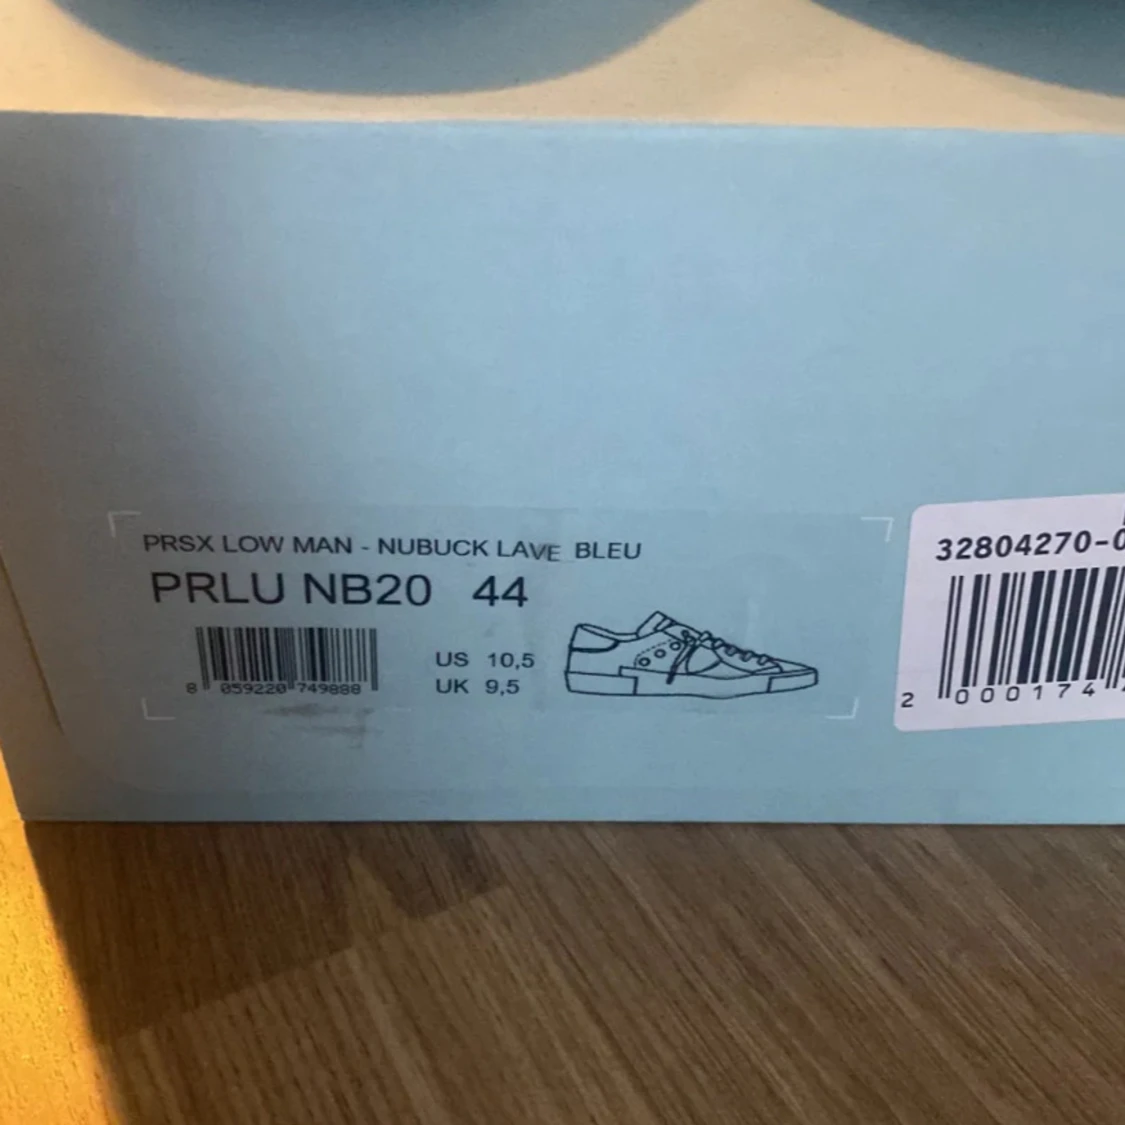 PRSX LOW MAN - NUBUCK LAVE BLEU
PRLU NB20 44
8 059220 749888
US 10,5
UK 9,5
32804270-0
2 000174